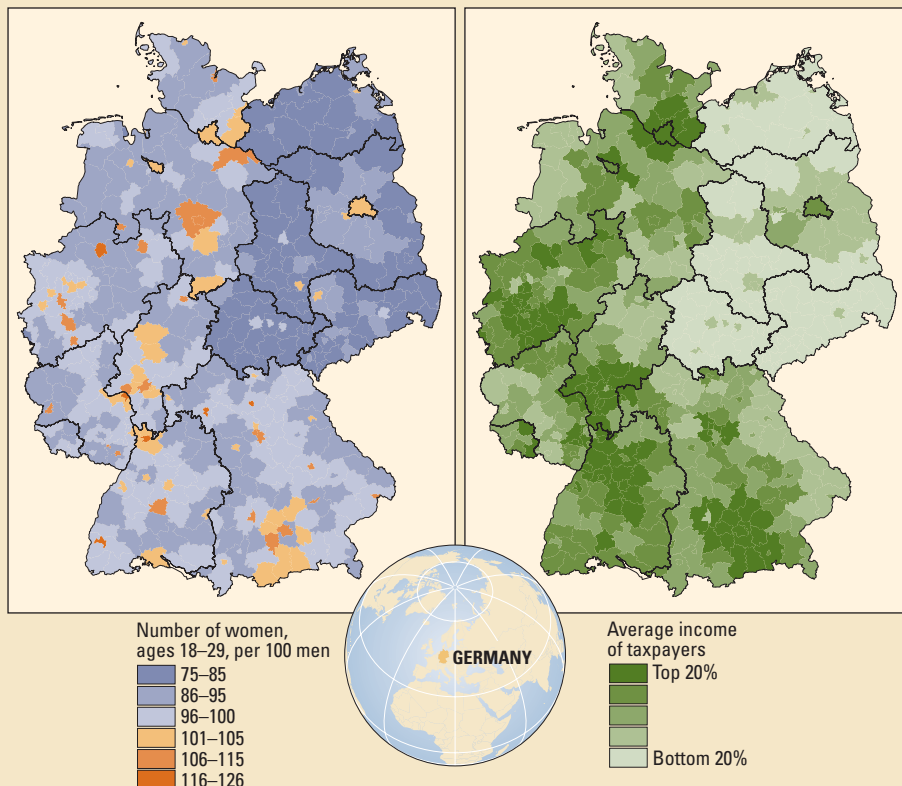 Number of women,
ages 18–29, per 100 men
75–85
86–95
96–100
101–105
106–115
116–126
GERMANY
Average income
of taxpayers
Top 20%
Bottom 20%